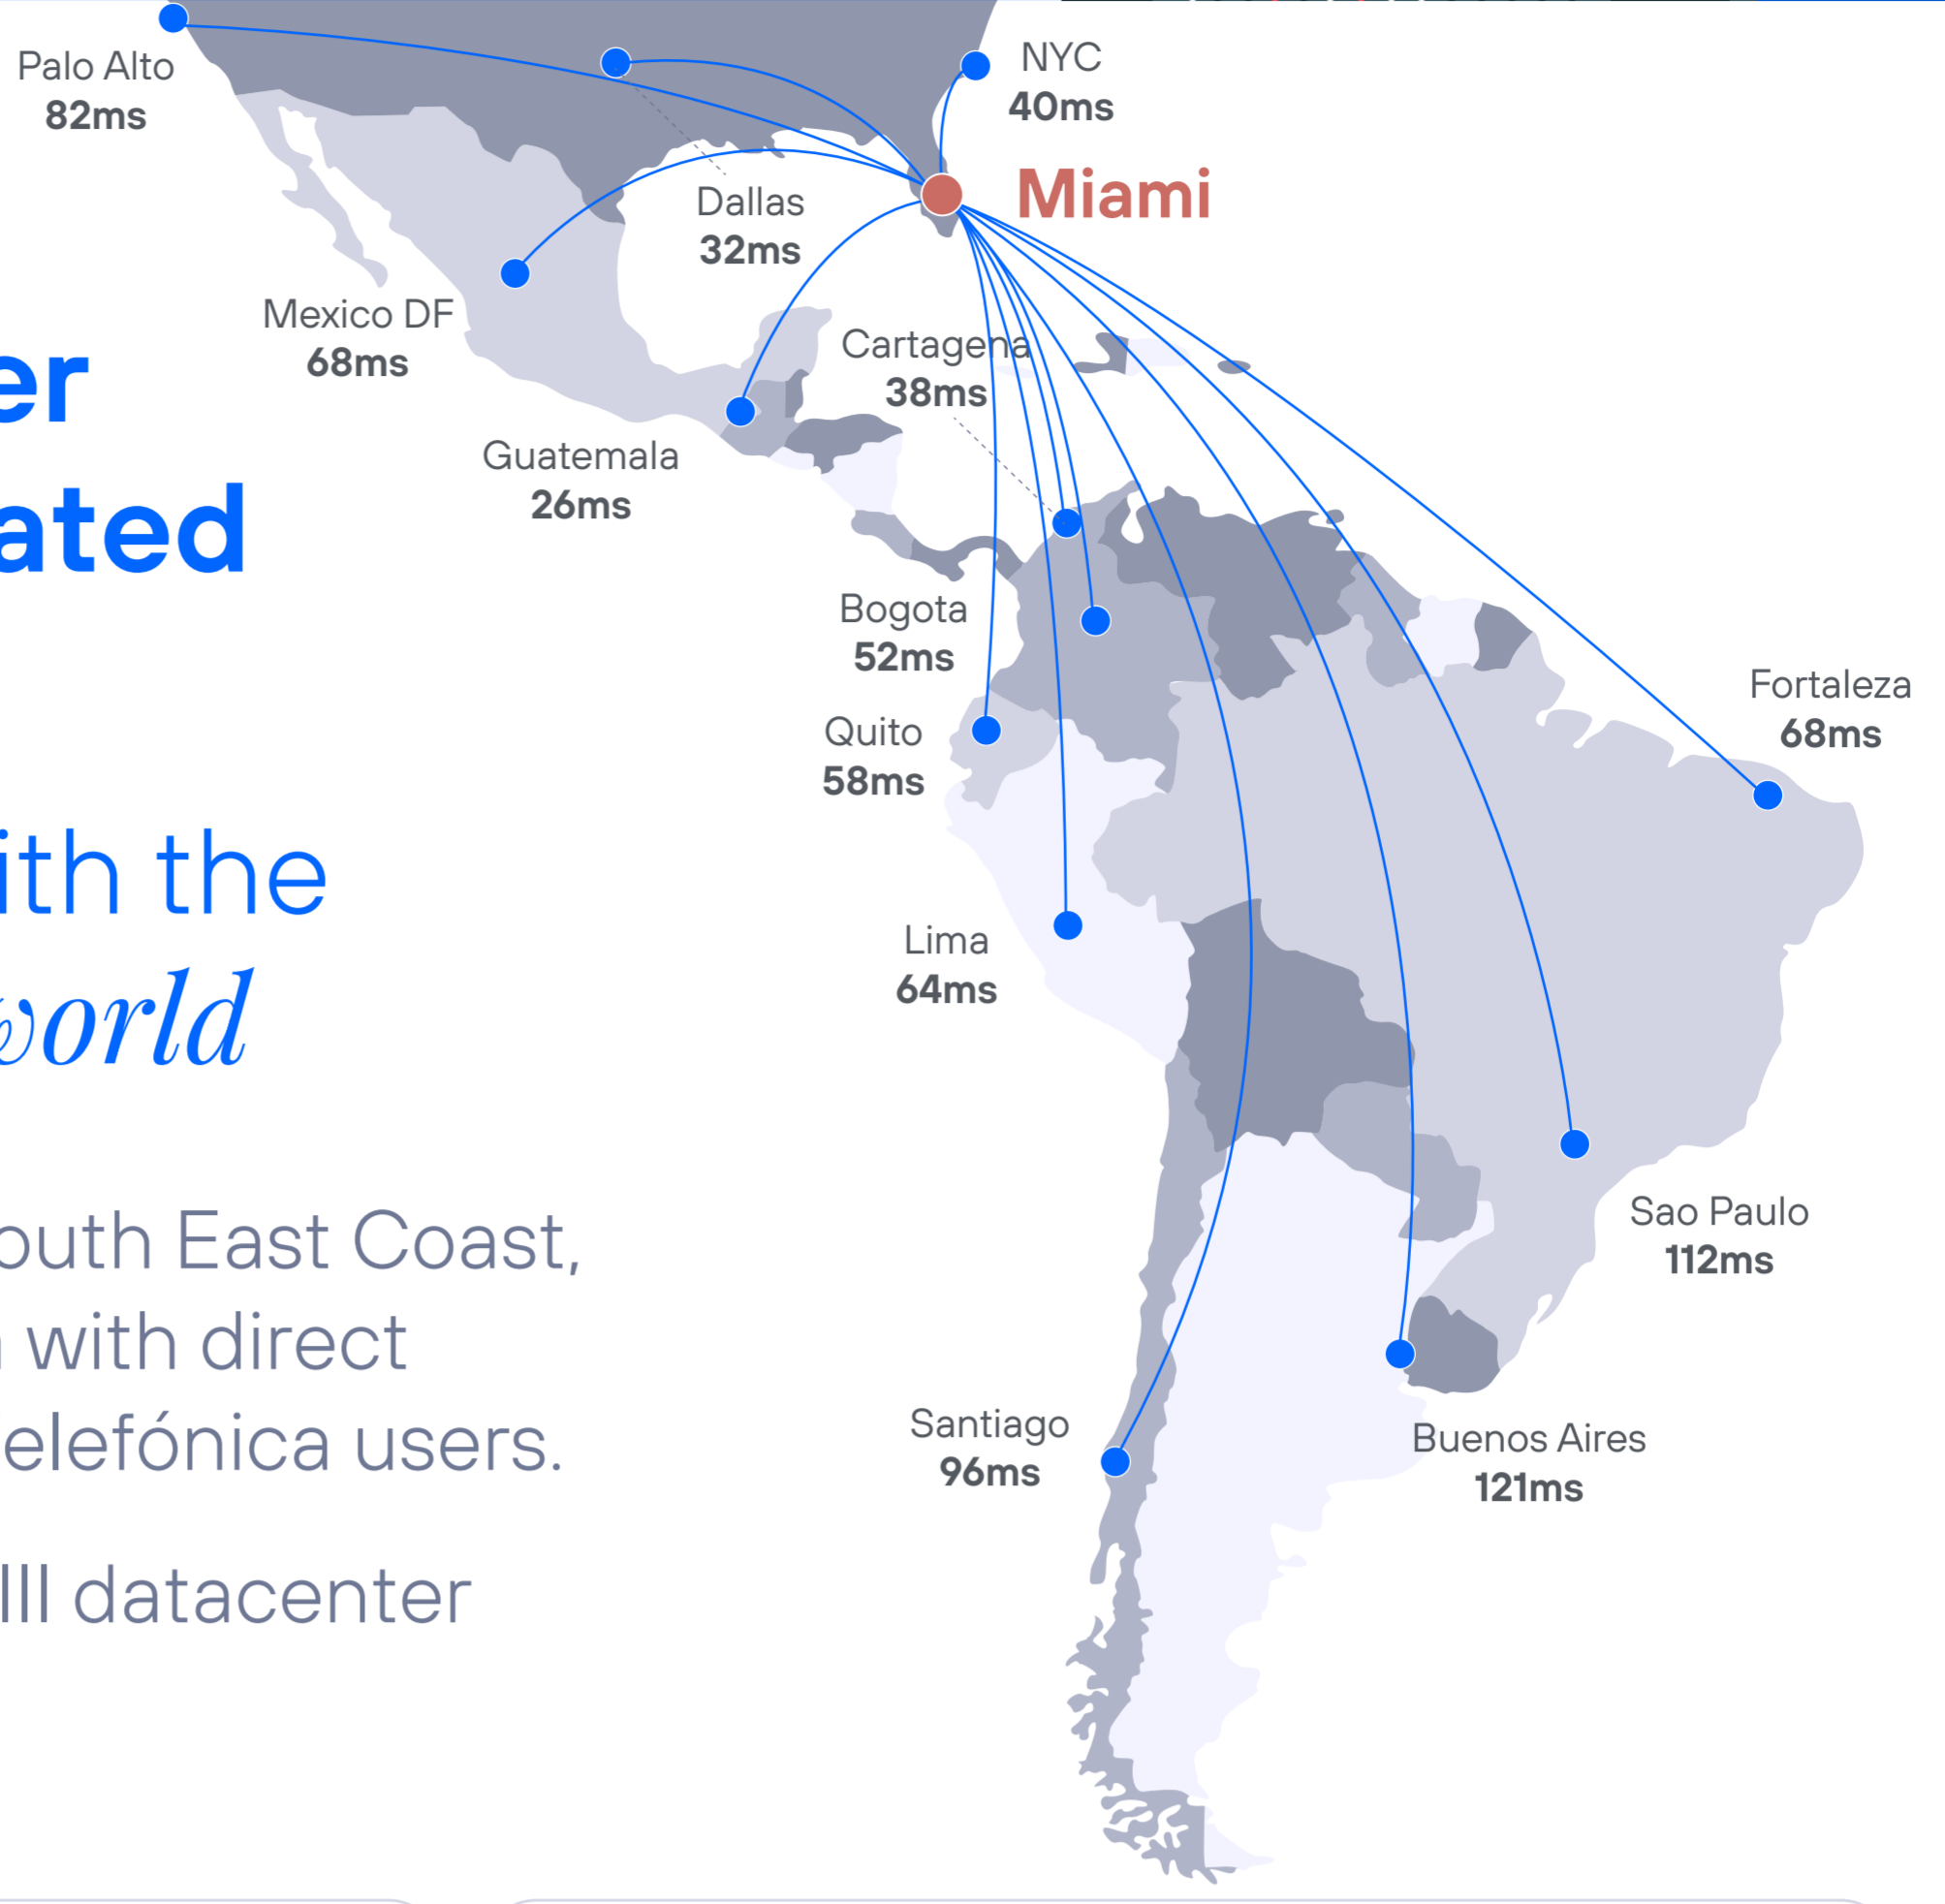 Palo Alto
82ms
NYC
40ms
Miami
Dallas
32ms
Mexico DF
68ms
Cartagena
38ms
Guatemala
26ms
Bogota
52ms
Quito
58ms
Fortaleza
68ms
Lima
64ms
Sao Paulo
112ms
Santiago
96ms
Buenos Aires
121ms
er
ated
ith the
world
outh East Coast,
with direct
elefónica users.
III datacenter